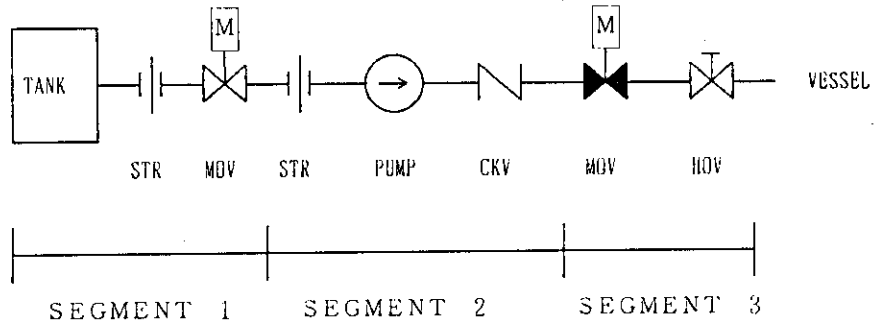 M M
TANK VESSEL
STR MOV STR PUMP CKV MOV HOV
SEGMENT 1 SEGMENT 2 SEGMENT 3